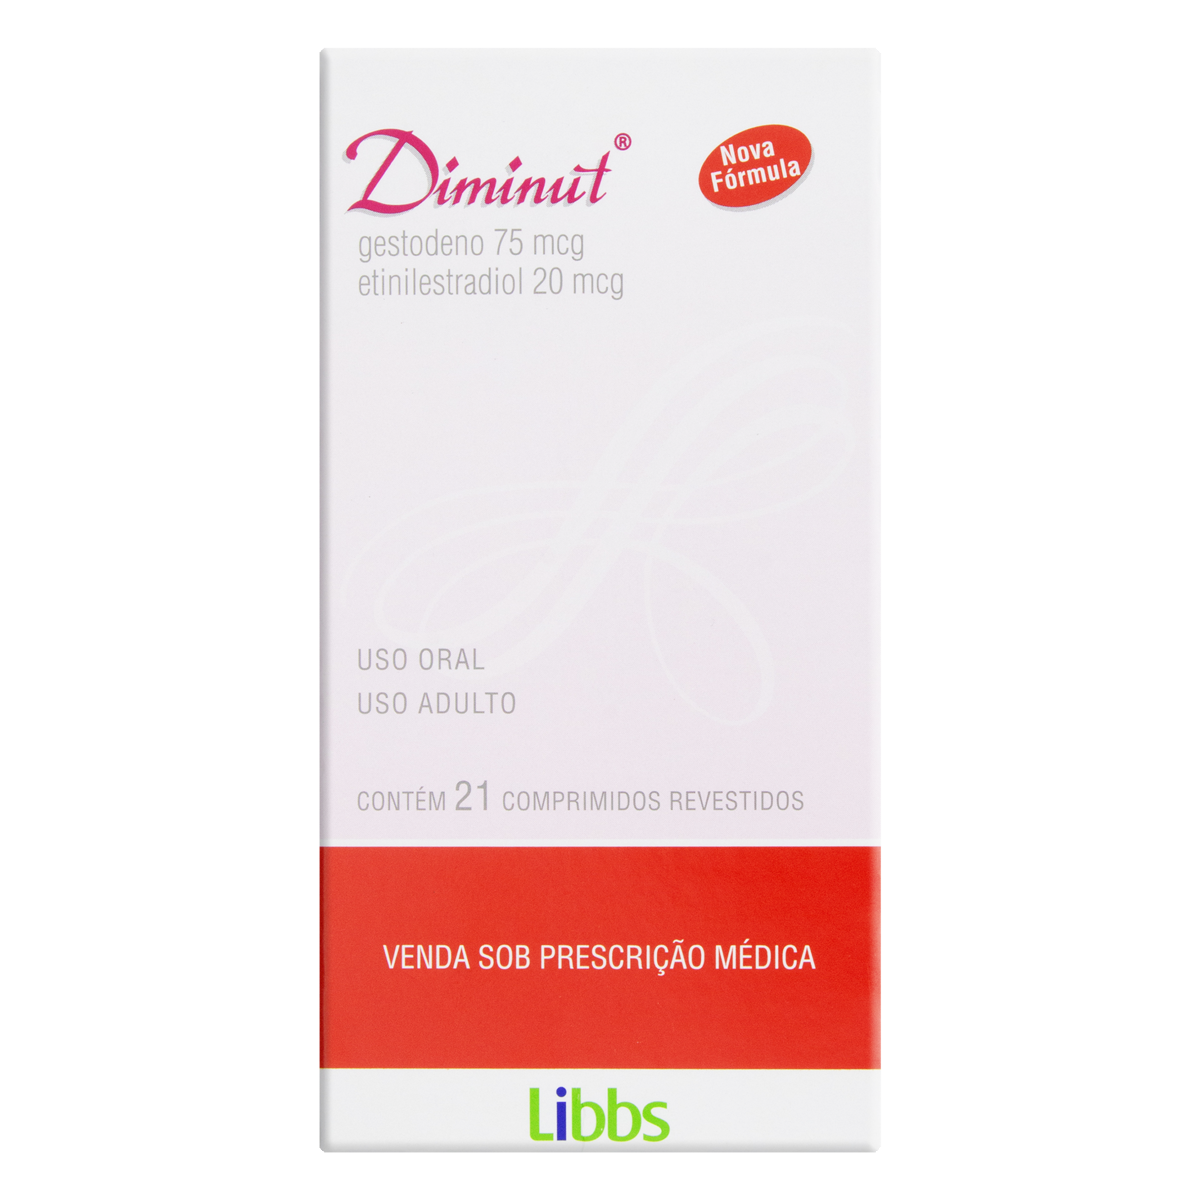 Diminut®
Nova
Fórmula
gestodeno 75 mcg
etinilestradiol 20 mcg
USO ORAL
USO ADULTO
CONTÉM 21 COMPRIMIDOS REVESTIDOS
VENDA SOB PRESCRIÇÃO MÉDICA
Libbs